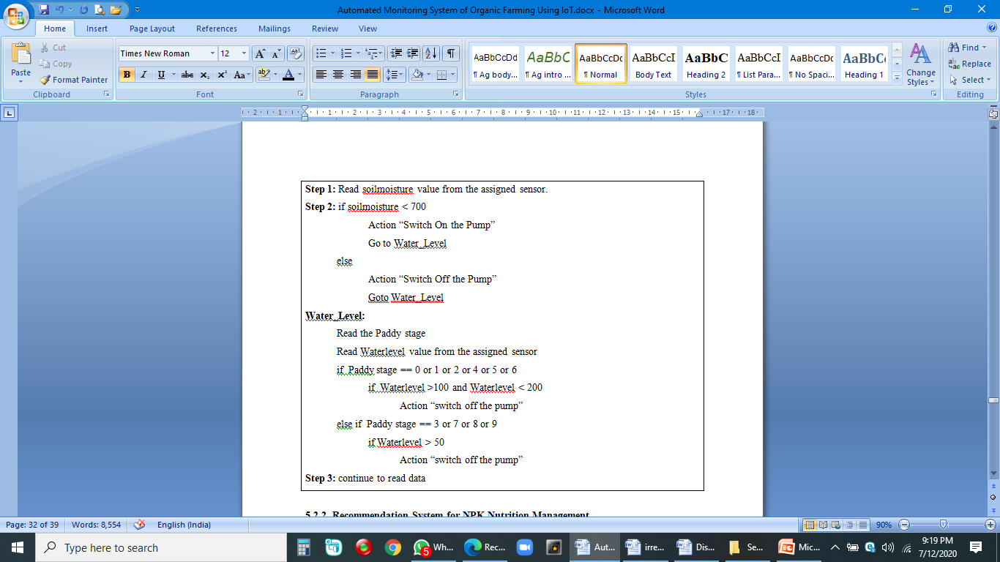 Automated Monitoring System of Organic Farming Using IoT.docx - Microsoft Word
Home Insert Page Layout References Mailings Review View
Paste
Cut
Copy
Format Painter
Clipboard
Times New Roman 12
B I U abc x₂ x² Aa
Font
Paragraph
AaBbCcDd AaBbC AaBbCcDc AaBbCcI AaBbC AaBbCcI AaBbCcDc AaBbCc
¶ Ag body... ¶ Ag intro ... ¶ Normal Body Text Heading 2 ¶ List Para... ¶ No Spaci... Heading 1
Change Styles
Styles
Find
Replace
Select
Editing
2 1 1 2 3 4 5 6 7 8 9 10 11 12 13 14 15 17 18
Step 1: Read soilmoisture value from the assigned sensor.
Step 2: if soilmoisture < 700
Action “Switch On the Pump”
Go to Water_Level
else
Action “Switch Off the Pump”
Goto Water_Level
Water_Level:
Read the Paddy stage
Read Waterlevel value from the assigned sensor
if Paddy stage == 0 or 1 or 2 or 4 or 5 or 6
if Waterlevel >100 and Waterlevel < 200
Action “switch off the pump”
else if Paddy stage == 3 or 7 or 8 or 9
if Waterlevel > 50
Action “switch off the pump”
Step 3: continue to read data
5.2.2 Recommendation System for NPK Nutrition Management
Page: 32 of 39 Words: 8,554 English (India) 90%
Type here to search
5 Wh... Rec... Aut... irre... Dis... Se... Mic...
9:19 PM
7/12/2020